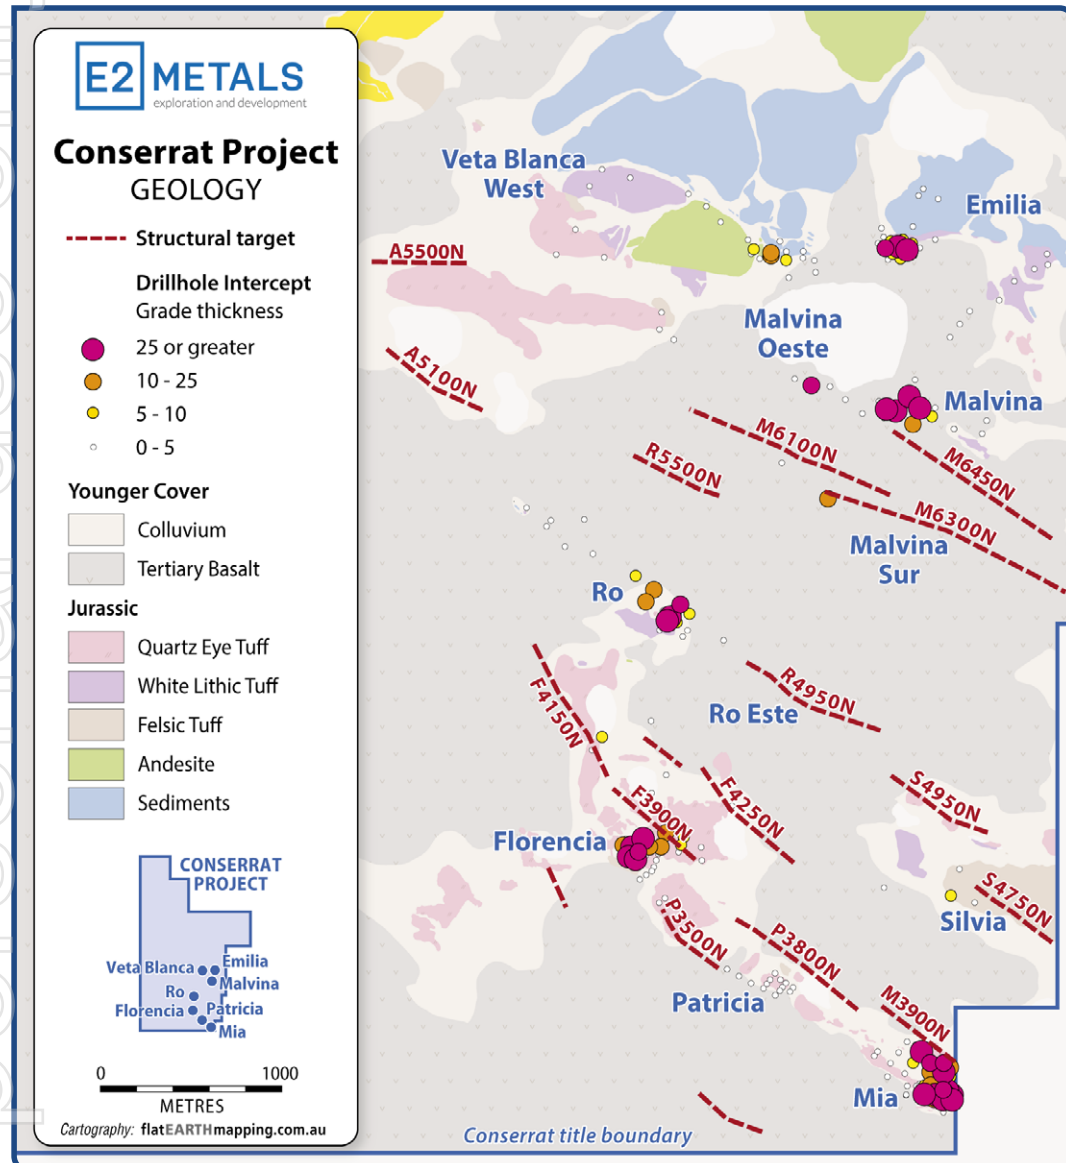 E2 METALS
exploration and development
Conserrat Project
GEOLOGY
Structural target
Drillhole Intercept
Grade thickness
25 or greater
10 - 25
5 - 10
0 - 5
Younger Cover
Colluvium
Tertiary Basalt
Jurassic
Quartz Eye Tuff
White Lithic Tuff
Felsic Tuff
Andesite
Sediments
CONSERRAT
PROJECT
Veta Blanca
Emilia
Malvina
Ro
Florencia
Patricia
Mia
0 1000
METRES
Cartography: flatEARTHmapping.com.au
Veta Blanca
West
Emilia
A5500N
Malvina
Oeste
A5100N
Malvina
M6100N
R5500N
M6450N
M6300N
Malvina
Sur
Ro
F4150N
R4950N
Ro Este
F3900N
F4250N
S4950N
Florencia
S4750N
Silvia
P3500N
P3800N
Patricia
M3900N
Mia
Conserrat title boundary